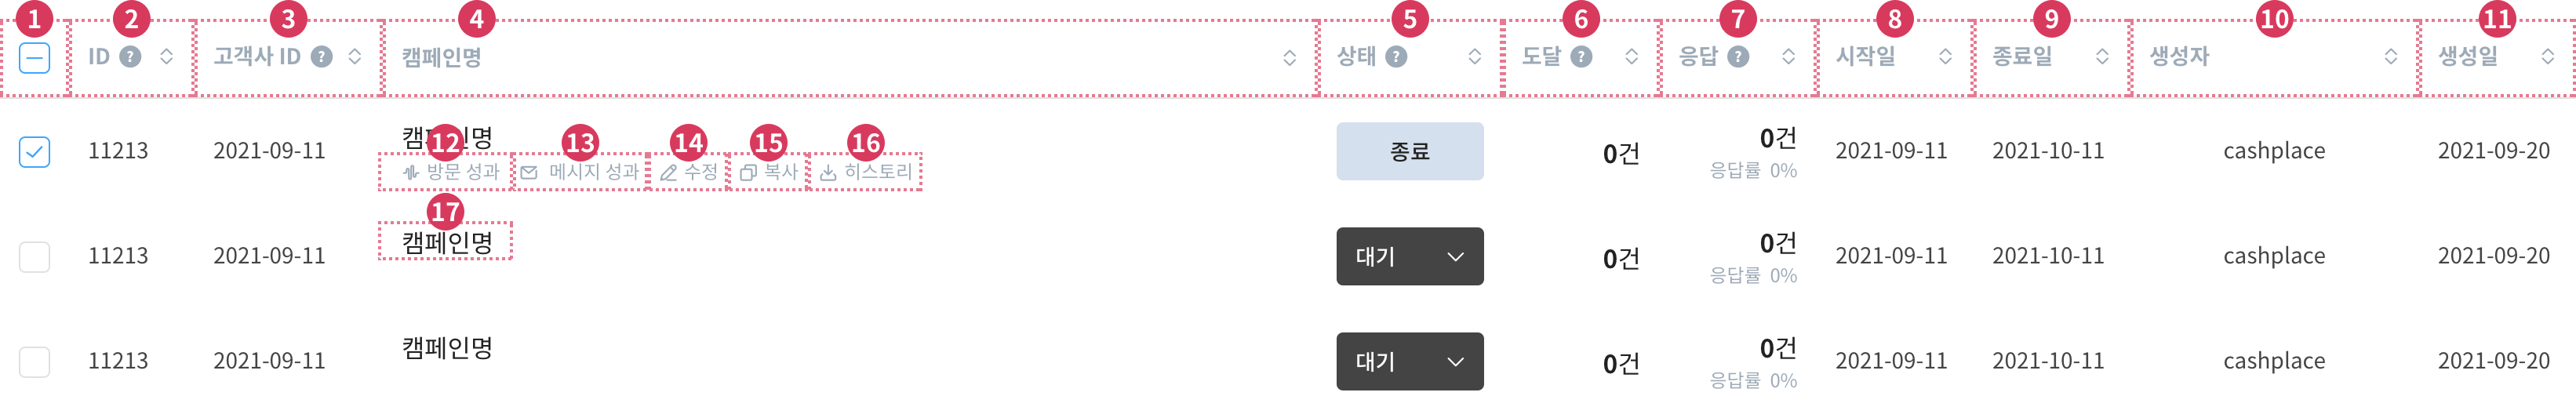 1 2 3 4 5 6 7 8 9 10 11
ID ? 고객사 ID ? 캠페인명 상태 ? 도달 ? 응답 ? 시작일 종료일 생성자 생성일
캠페인명
12 13 14 15 16
11213 2021-09-11 종료 0건 0건 2021-09-11 2021-10-11 cashplace 2021-09-20
방문 성과 메시지 성과 수정 복사 히스토리 응답률 0%
17
캠페인명
11213 2021-09-11 대기 0건 0건 2021-09-11 2021-10-11 cashplace 2021-09-20
응답률 0%
캠페인명
11213 2021-09-11 대기 0건 0건 2021-09-11 2021-10-11 cashplace 2021-09-20
응답률 0%